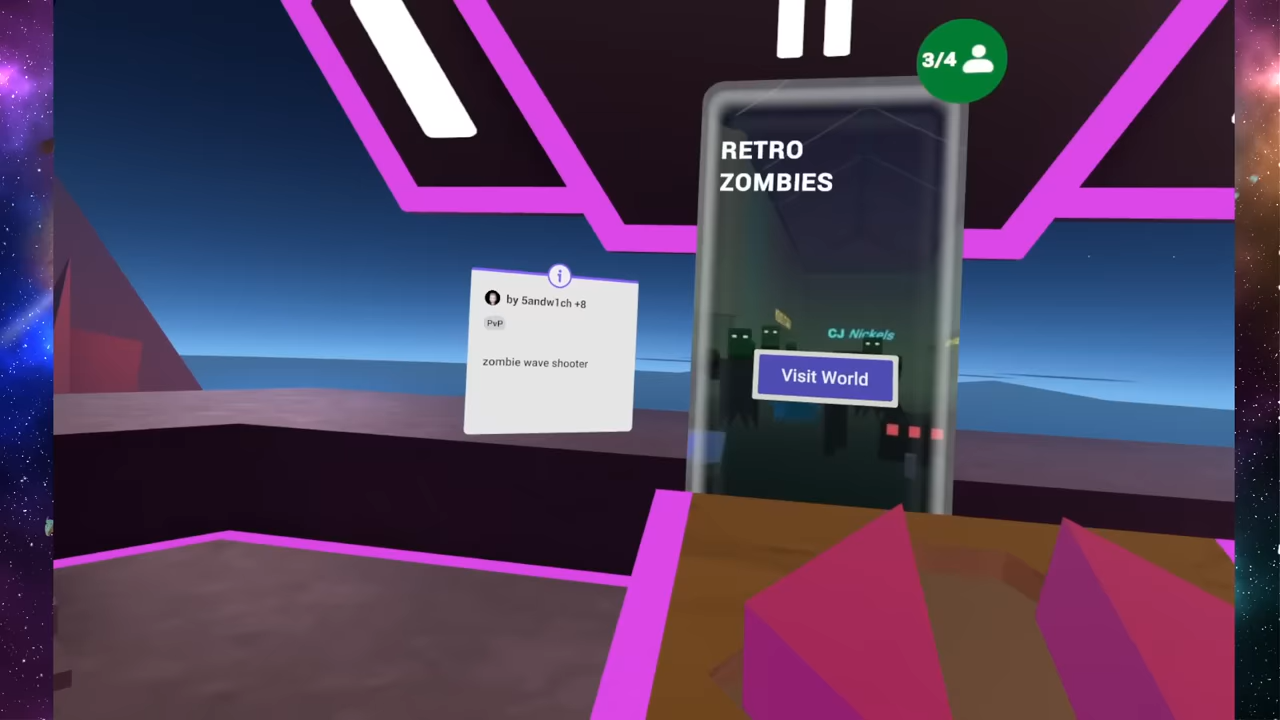 3/4
RETRO
ZOMBIES
i
by 5andw1ch +8
PvP
zombie wave shooter
CJ Nickels
Visit World